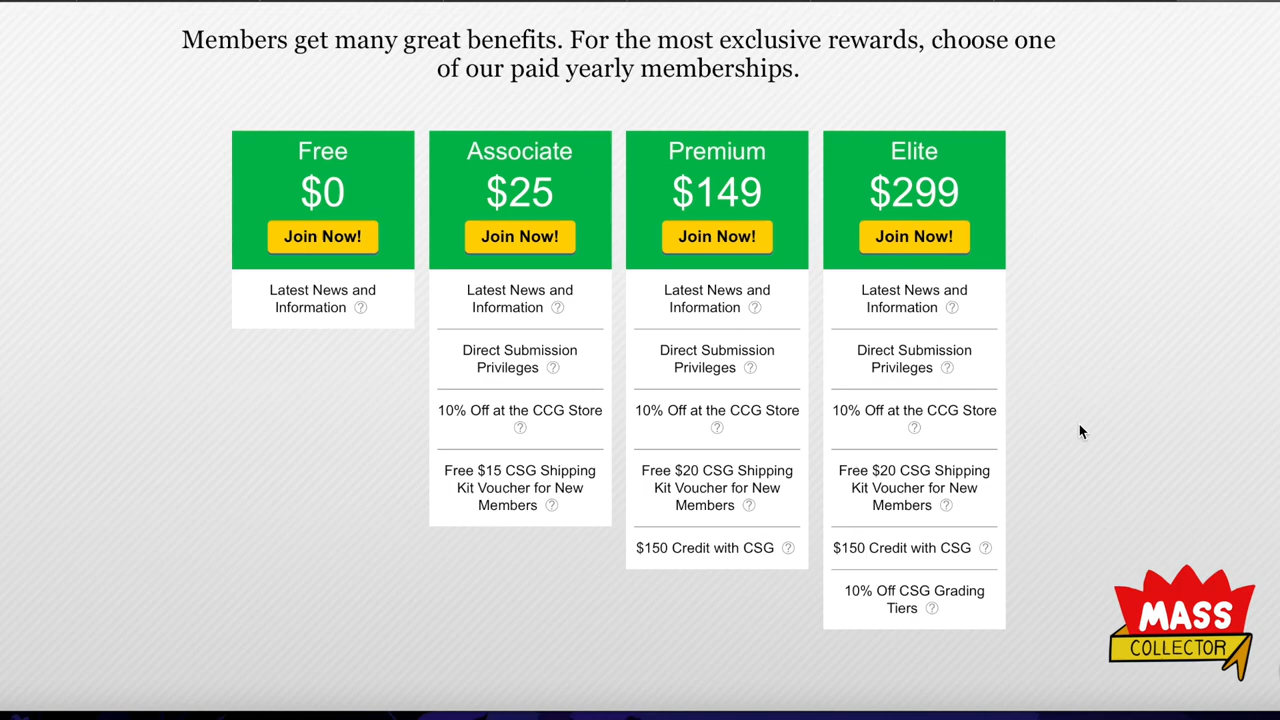 Members get many great benefits. For the most exclusive rewards, choose one
of our paid yearly memberships.
Free
$0
Join Now!
Latest News and
Information ?
Associate
$25
Join Now!
Latest News and
Information ?
Direct Submission
Privileges ?
10% Off at the CCG Store
?
Free $15 CSG Shipping
Kit Voucher for New
Members ?
Premium
$149
Join Now!
Latest News and
Information ?
Direct Submission
Privileges ?
10% Off at the CCG Store
?
Free $20 CSG Shipping
Kit Voucher for New
Members ?
$150 Credit with CSG ?
Elite
$299
Join Now!
Latest News and
Information ?
Direct Submission
Privileges ?
10% Off at the CCG Store
?
Free $20 CSG Shipping
Kit Voucher for New
Members ?
$150 Credit with CSG ?
10% Off CSG Grading
Tiers ?
MASS
COLLECTOR